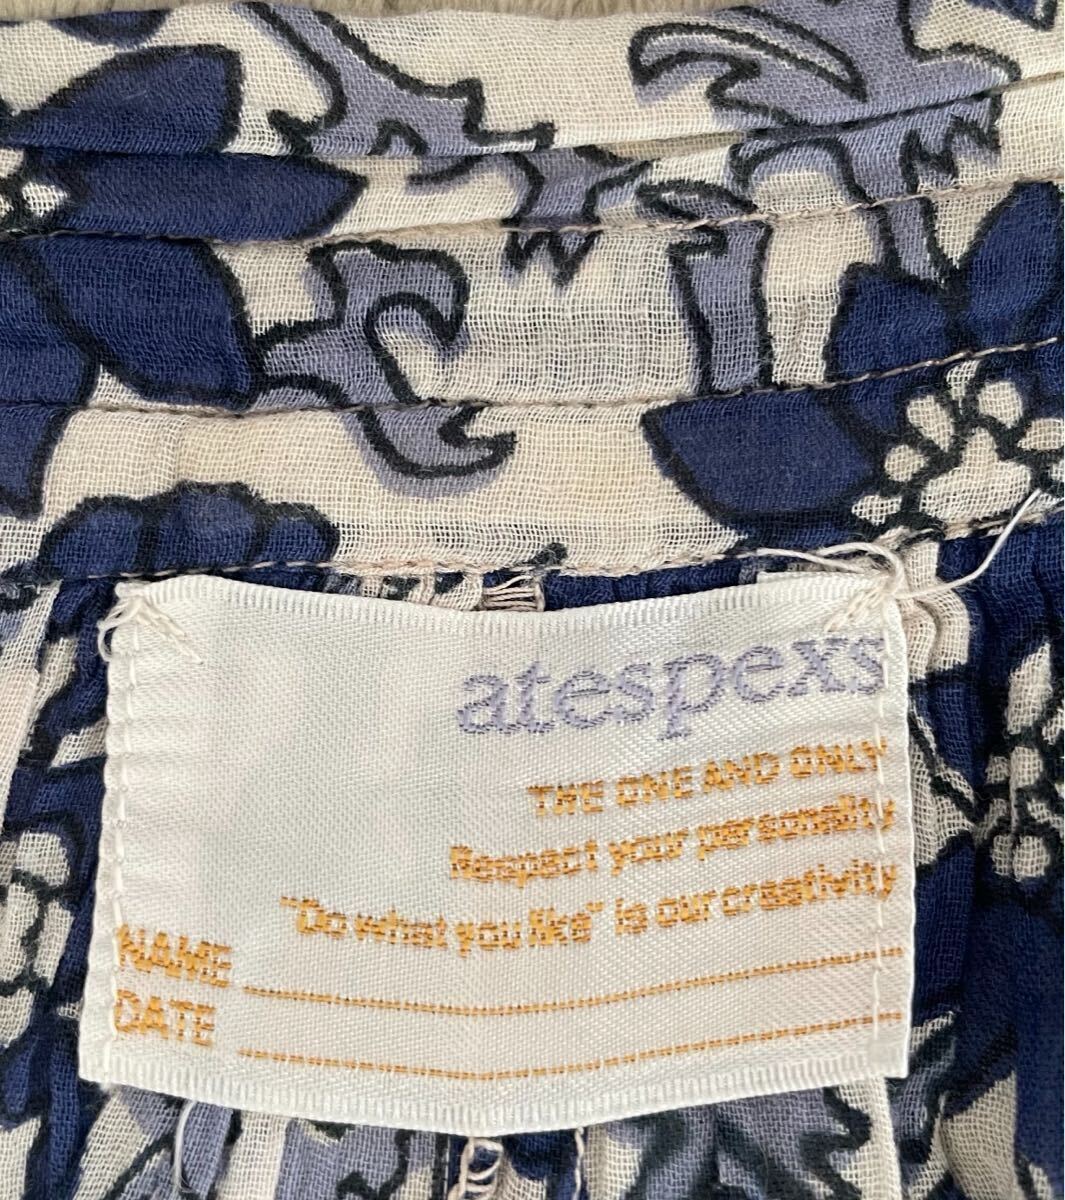 atespexs
THE ONE AND ONLY
Respect your personality
"Do what you like" is our creativity
NAME
DATE